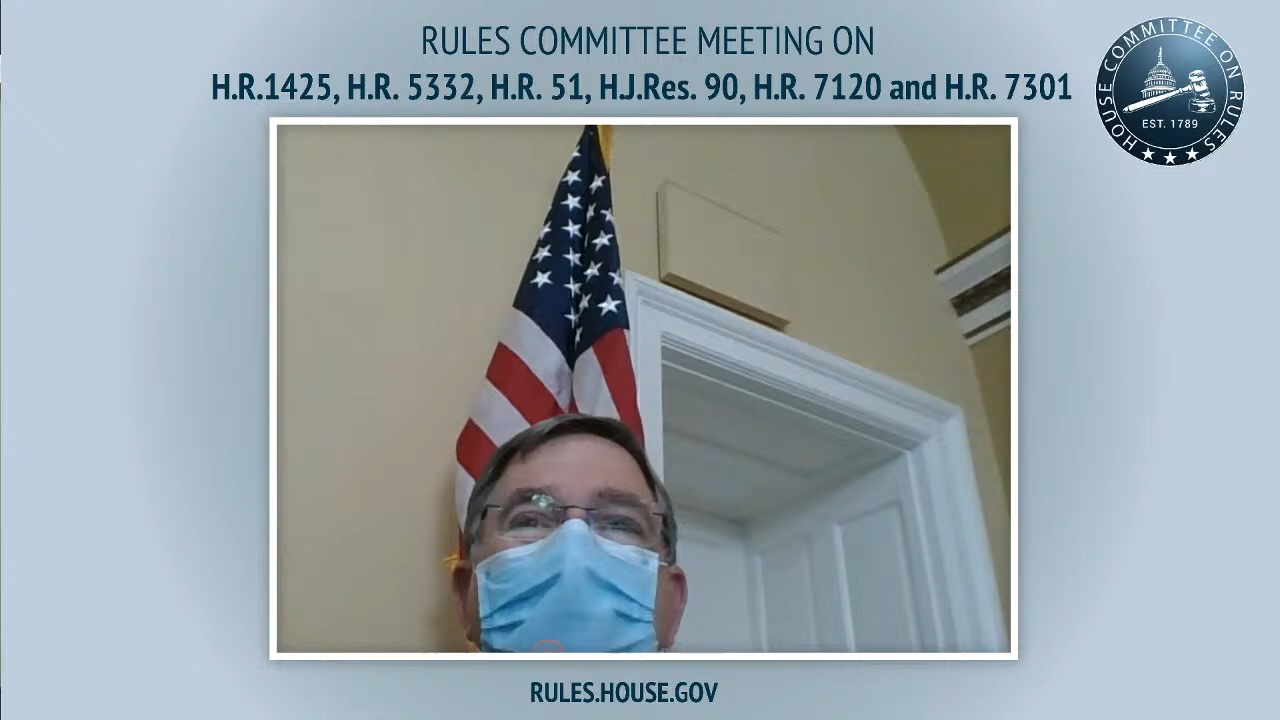 RULES COMMITTEE MEETING ON
H.R.1425, H.R. 5332, H.R. 51, H.J.Res. 90, H.R. 7120 and H.R. 7301
HOUSE COMMITTEE ON RULES
EST. 1789
RULES.HOUSE.GOV